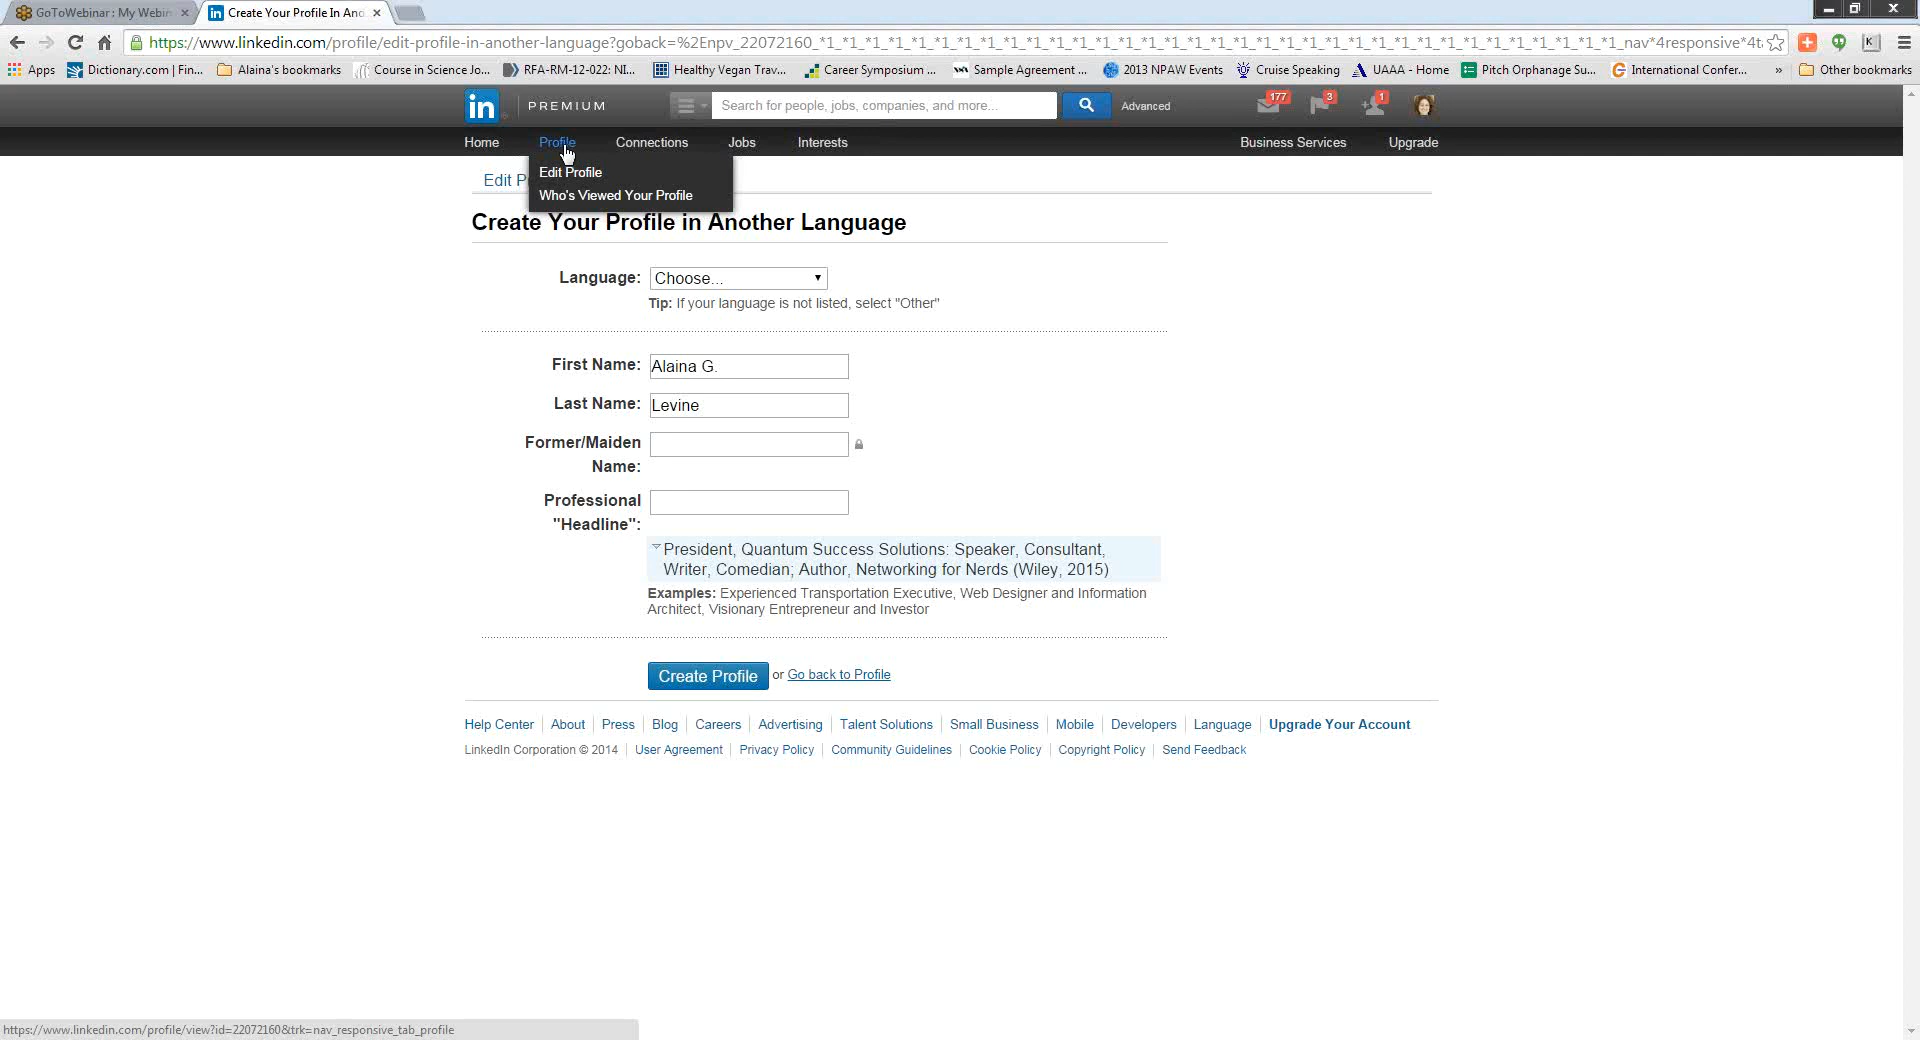 GoToWebinar : My Webin
Create Your Profile In And
https://www.linkedin.com/profile/edit-profile-in-another-language?goback=%2Enpv_22072160_*1_*1_*1_*1_*1_*1_*1_*1_*1_*1_*1_*1_*1_*1_*1_*1_*1_*1_*1_*1_*1_*1_*1_*1_*1_*1_*1_*1_nav*4responsive*4t
Apps
Dictionary.com | Fin...
Alaina's bookmarks
Course in Science Jo...
RFA-RM-12-022: NI...
Healthy Vegan Trav...
Career Symposium ...
Sample Agreement ...
2013 NPAW Events
Cruise Speaking
UAAA - Home
Pitch Orphanage Su...
International Confer...
»
Other bookmarks
in
PREMIUM
Search for people, jobs, companies, and more...
Advanced
177
3
1
Home
Profile
Connections
Jobs
Interests
Business Services
Upgrade
Edit Profile
Who's Viewed Your Profile
Edit P
Create Your Profile in Another Language
Language: Choose...
Tip: If your language is not listed, select "Other"
First Name: Alaina G.
Last Name: Levine
Former/Maiden
Name:
Professional
"Headline":
President, Quantum Success Solutions: Speaker, Consultant,
Writer, Comedian; Author, Networking for Nerds (Wiley, 2015)
Examples: Experienced Transportation Executive, Web Designer and Information
Architect, Visionary Entrepreneur and Investor
Create Profile or Go back to Profile
Help Center About Press Blog Careers Advertising Talent Solutions Small Business Mobile Developers Language Upgrade Your Account
LinkedIn Corporation © 2014 User Agreement Privacy Policy Community Guidelines Cookie Policy Copyright Policy Send Feedback
https://www.linkedin.com/profile/view?id=22072160&trk=nav_responsive_tab_profile